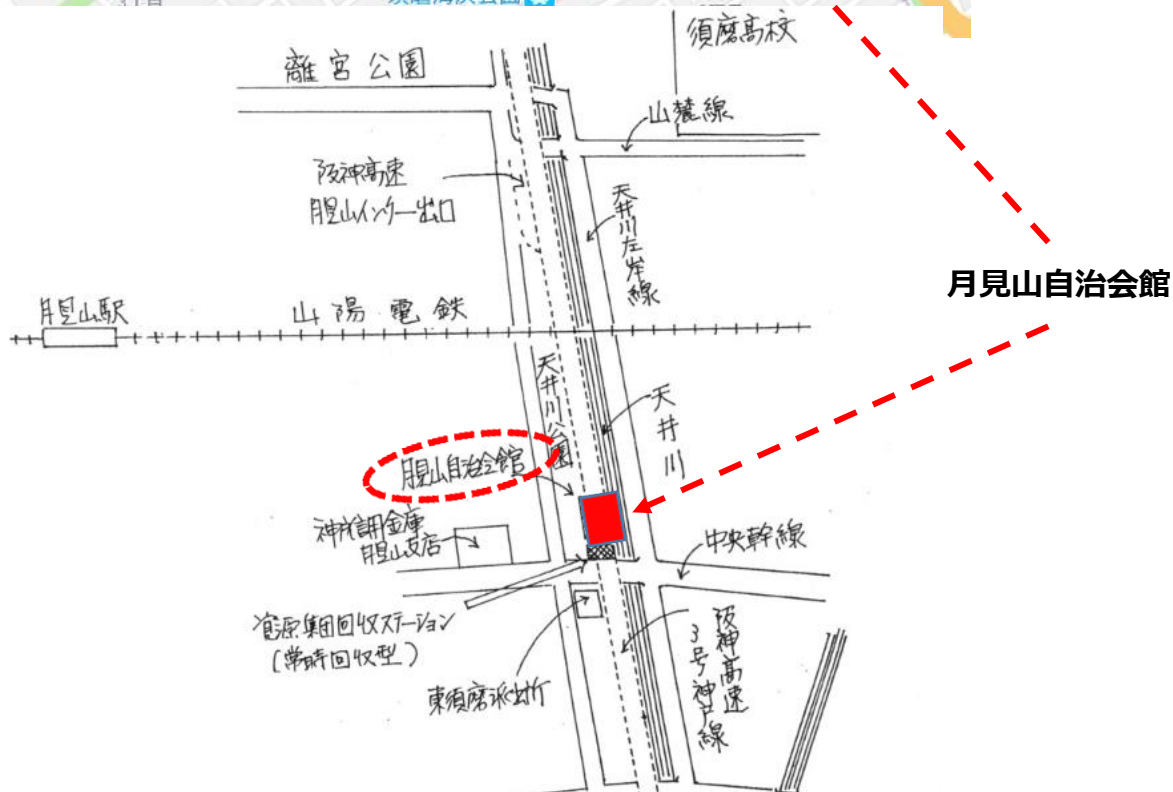 須磨高校
離宮公園
山麓線
阪神高速
月見山インター出口
天井川左岸線
月見山自治会館
月見山駅
山陽電鉄
天井川公園
天井川
月見山自治会館
神戸信用金庫
月見山支店
中央幹線
資源集団回収ステーション
(常時回収型)
阪神高速
3号神戸線
東須磨派出所